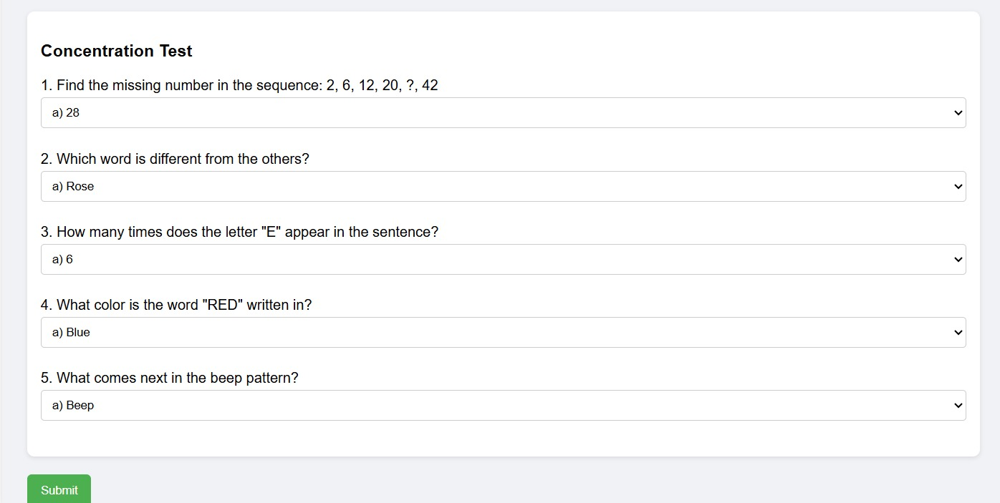 Concentration Test
1. Find the missing number in the sequence: 2, 6, 12, 20, ?, 42
a) 28
2. Which word is different from the others?
a) Rose
3. How many times does the letter "E" appear in the sentence?
a) 6
4. What color is the word "RED" written in?
a) Blue
5. What comes next in the beep pattern?
a) Beep
Submit